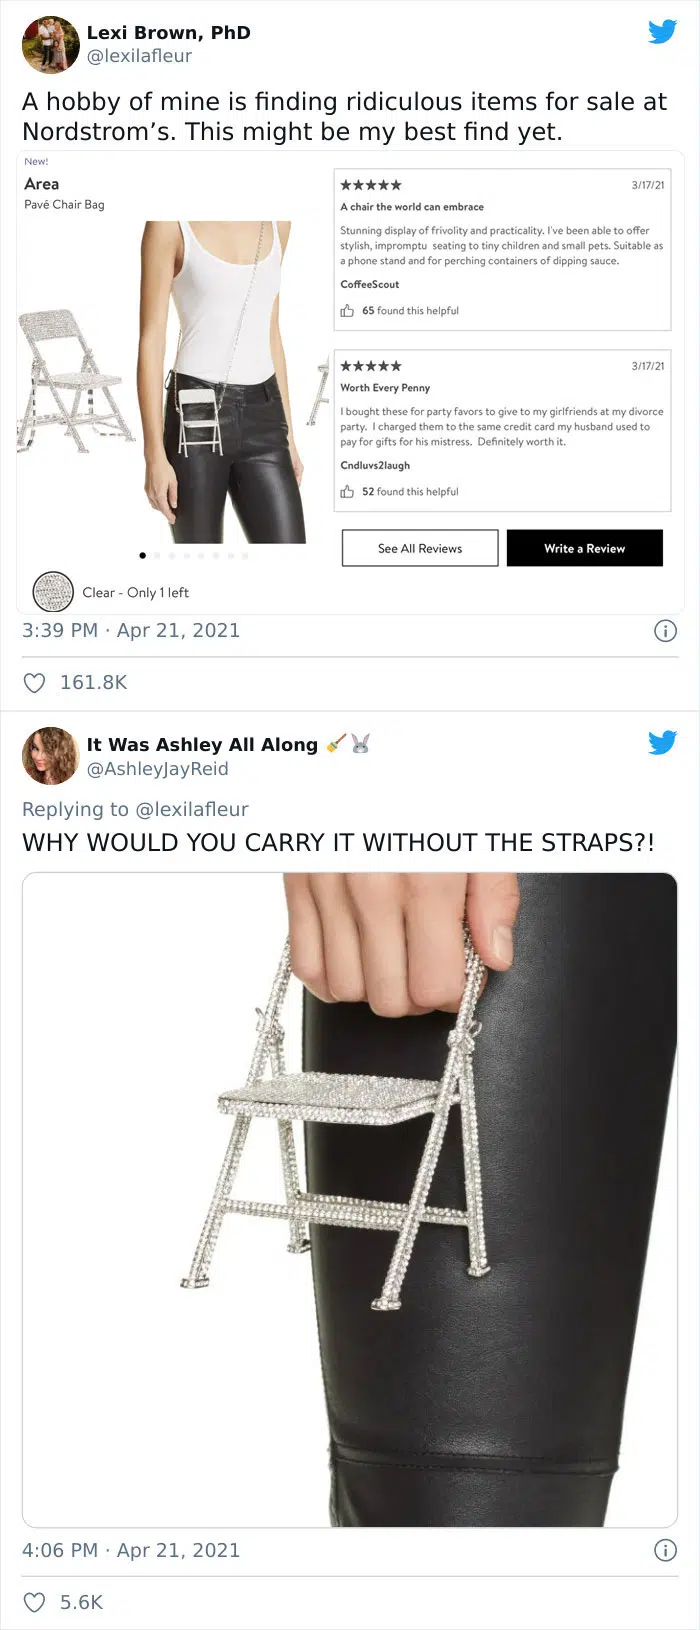 Lexi Brown, PhD
@lexilafleur
A hobby of mine is finding ridiculous items for sale at
Nordstrom’s. This might be my best find yet.
New!
Area
Pavé Chair Bag
★★★★★ 3/17/21
A chair the world can embrace
Stunning display of frivolity and practicality. I've been able to offer
stylish, impromptu seating to tiny children and small pets. Suitable as
a phone stand and for perching containers of dipping sauce.
CoffeeScout
65 found this helpful
★★★★★ 3/17/21
Worth Every Penny
I bought these for party favors to give to my girlfriends at my divorce
party. I charged them to the same credit card my husband used to
pay for gifts for his mistress. Definitely worth it.
Cndluvs2laugh
52 found this helpful
See All Reviews
Write a Review
Clear - Only 1 left
3:39 PM · Apr 21, 2021
161.8K
It Was Ashley All Along 🧹🐰
@AshleyJayReid
Replying to @lexilafleur
WHY WOULD YOU CARRY IT WITHOUT THE STRAPS?!
4:06 PM · Apr 21, 2021
5.6K